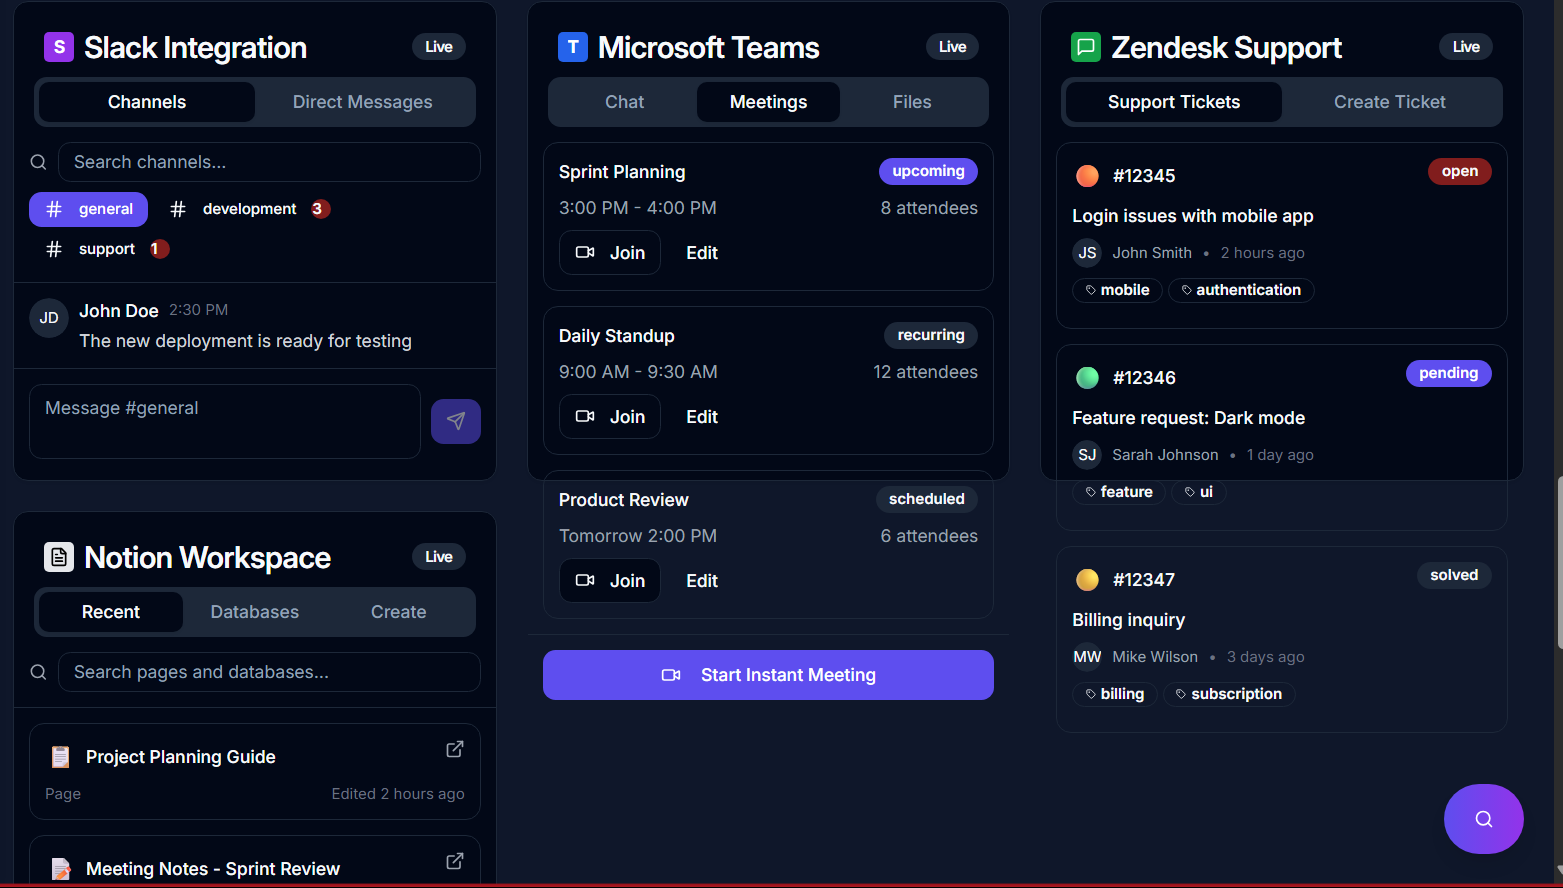 S Slack Integration Live
Channels Direct Messages
Search channels...
# general # development 3
# support 1
JD John Doe 2:30 PM
The new deployment is ready for testing
Message #general
Notion Workspace Live
Recent Databases Create
Search pages and databases...
Project Planning Guide
Page Edited 2 hours ago
Meeting Notes - Sprint Review
T Microsoft Teams Live
Chat Meetings Files
Sprint Planning upcoming
3:00 PM - 4:00 PM 8 attendees
Join Edit
Daily Standup recurring
9:00 AM - 9:30 AM 12 attendees
Join Edit
Product Review scheduled
Tomorrow 2:00 PM 6 attendees
Join Edit
Start Instant Meeting
Zendesk Support Live
Support Tickets Create Ticket
#12345 open
Login issues with mobile app
JS John Smith • 2 hours ago
mobile authentication
#12346 pending
Feature request: Dark mode
SJ Sarah Johnson • 1 day ago
feature ui
#12347 solved
Billing inquiry
MW Mike Wilson • 3 days ago
billing subscription